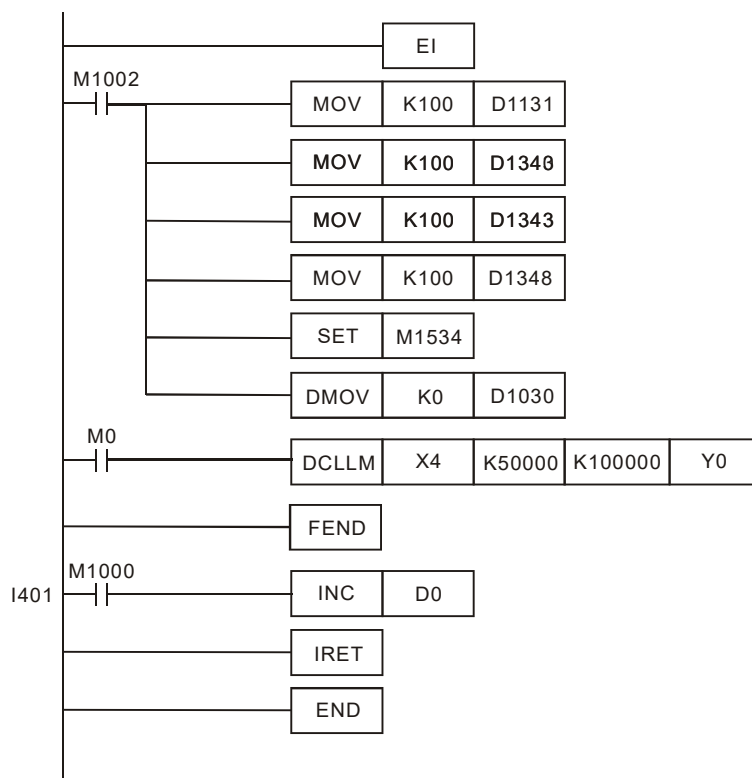 EI
M1002
MOV K100 D1131
MOV K100 D1340
MOV K100 D1343
MOV K100 D1348
SET M1534
DMOV K0 D1030
M0
DCLLM X4 K50000 K100000 Y0
FEND
M1000
I401 INC D0
IRET
END